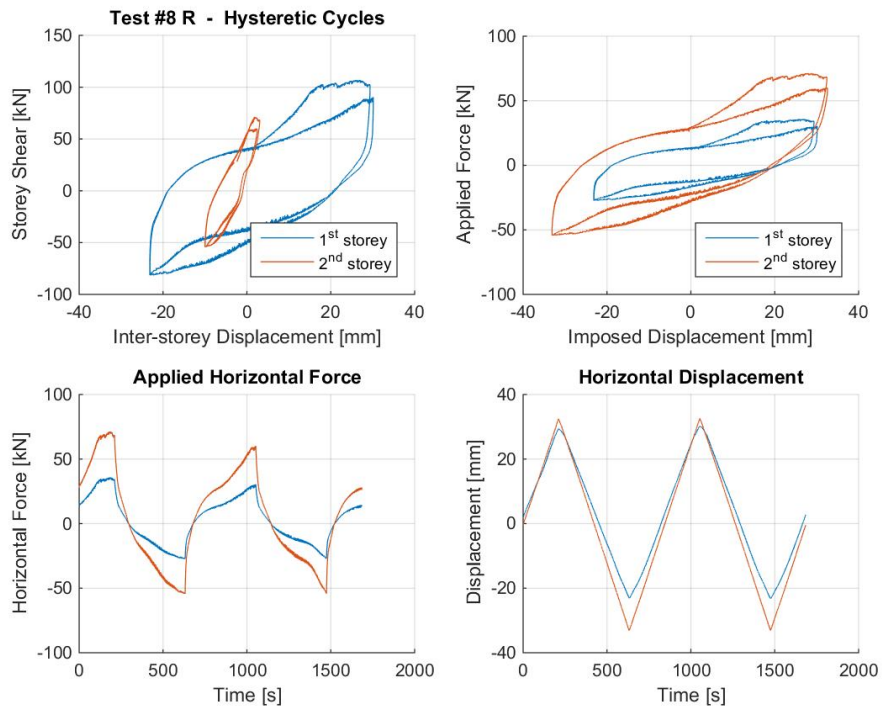 Test #8 R - Hysteretic Cycles
Storey Shear [kN]
150
100
50
0
-50
-100
-40
-20
0
20
40
Inter-storey Displacement [mm]
1st storey
2nd storey
Applied Force [kN]
100
50
0
-50
-100
-40
-20
0
20
40
Imposed Displacement [mm]
1st storey
2nd storey
Applied Horizontal Force
Horizontal Force [kN]
100
50
0
-50
-100
0
500
1000
1500
2000
Time [s]
Horizontal Displacement
Displacement [mm]
40
20
0
-20
-40
0
500
1000
1500
2000
Time [s]